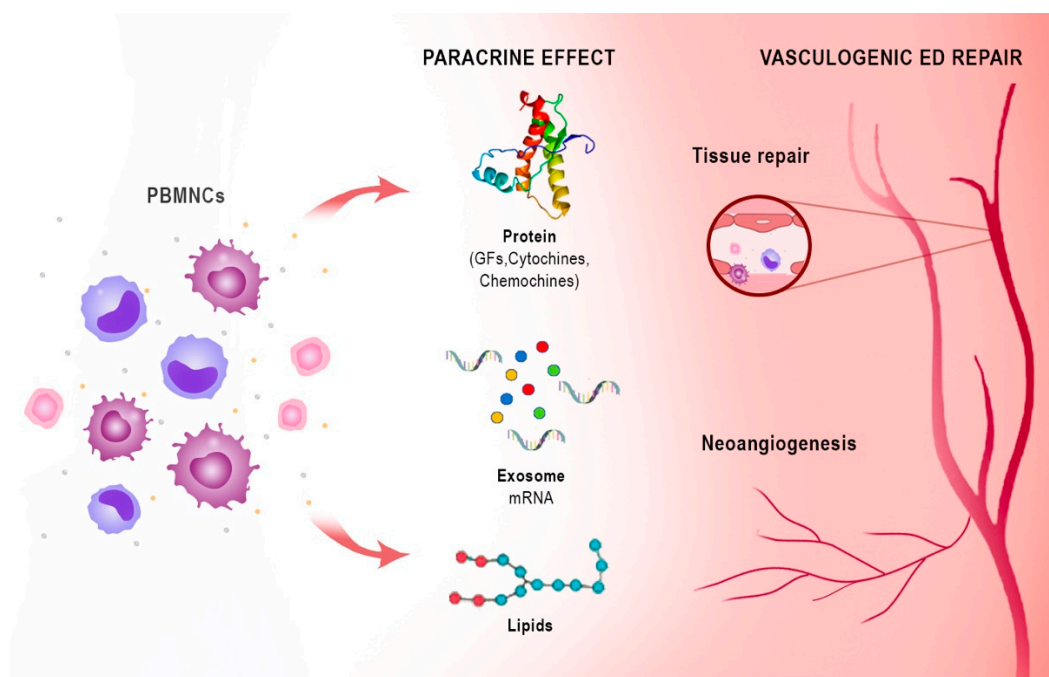 PARACRINE EFFECT
VASCULOGENIC ED REPAIR
PBMNCs
Protein
(GFs,Cytochines,
Chemochines)
Exosome
mRNA
Lipids
Tissue repair
Neoangiogenesis